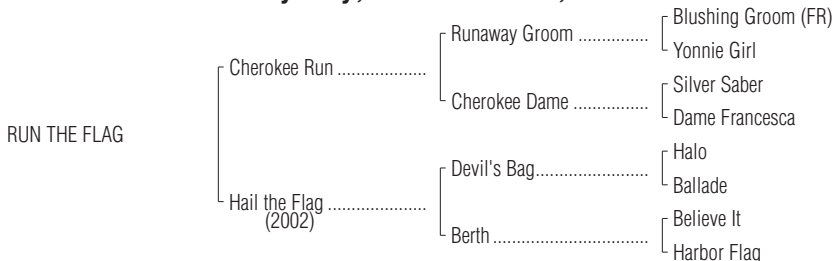 Blushing Groom (FR)
Runaway Groom ...............
Yonnie Girl
Cherokee Run ...................
Silver Saber
Cherokee Dame ................
Dame Francesca
RUN THE FLAG
Halo
Devil's Bag.......................
Ballade
Hail the Flag .....................
(2002)
Believe It
Berth ................................
Harbor Flag